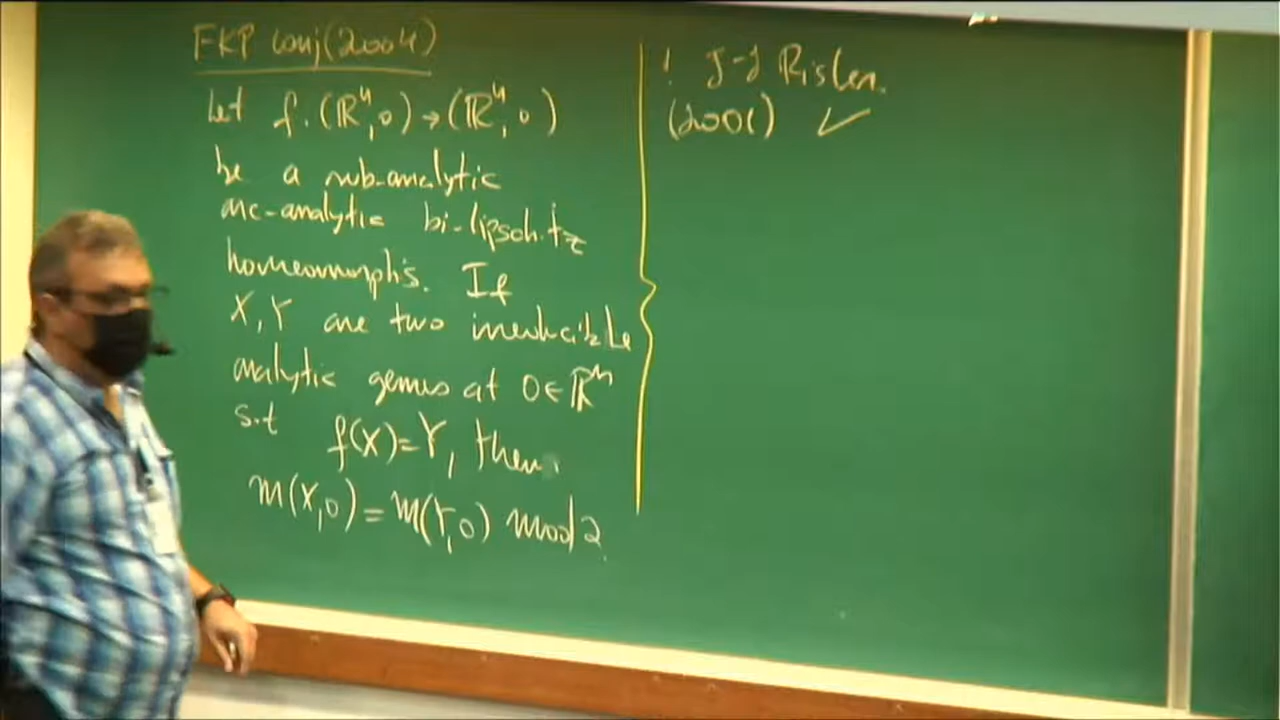 FKP conj (2004)
Let f: (ℝⁿ,0) → (ℝⁿ,0)
be a sub-analytic
arc-analytic bi-lipschitz
homeomorphis. If
X, Y are two irreducible
analytic germs at 0 ∈ ℝⁿ
s.t f(X)=Y, then
m(X,0) = m(Y,0) mod 2
! J-J Risler.
(2001) ✓